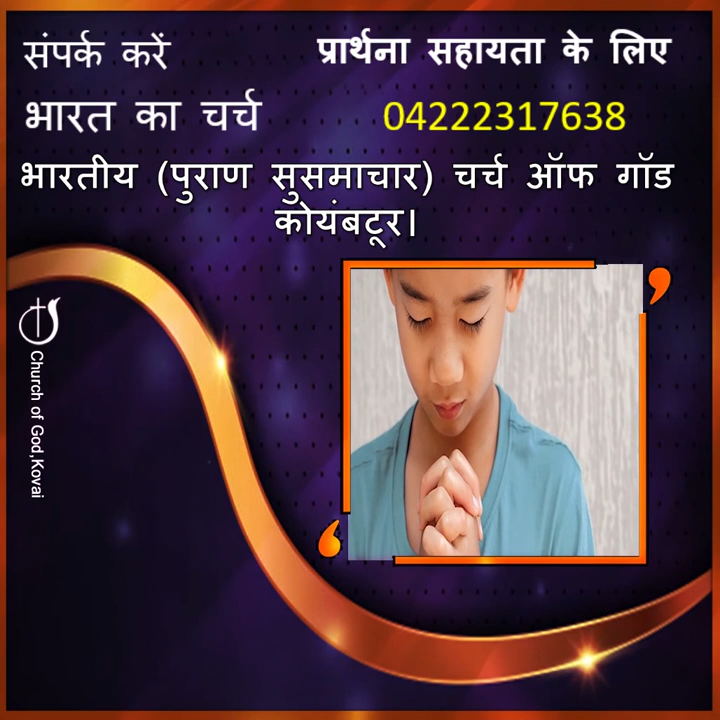 संपर्क करें
प्रार्थना सहायता के लिए
भारत का चर्च
04222317638
भारतीय (पुराण सुसमाचार) चर्च ऑफ गॉड
कोयंबटूर।
Church of God,Kovai